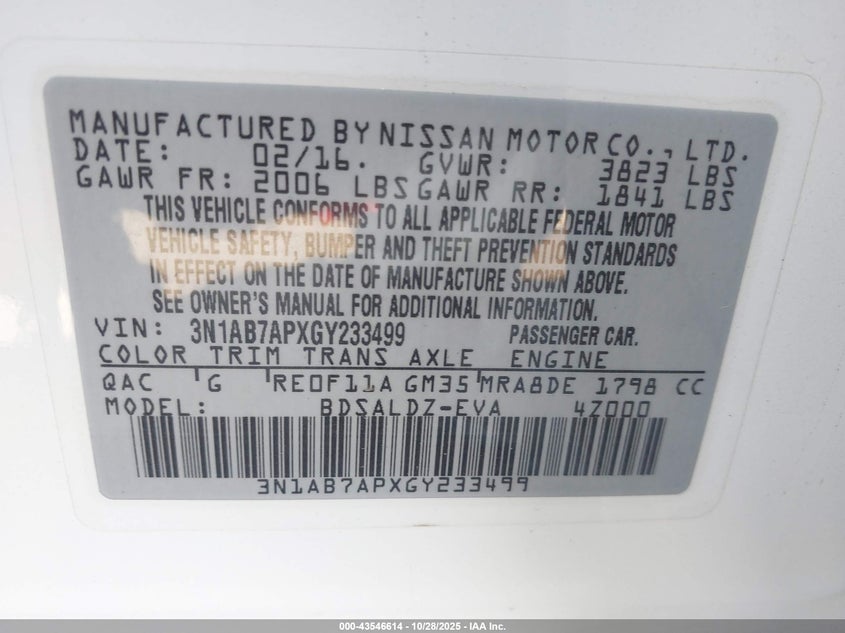 MANUFACTURED BY NISSAN MOTOR CO., LTD.
DATE: 02/16. GVWR: 3823 LBS
GAWR FR: 2006 LBS GAWR RR: 1841 LBS
THIS VEHICLE CONFORMS TO ALL APPLICABLE FEDERAL MOTOR
VEHICLE SAFETY, BUMPER AND THEFT PREVENTION STANDARDS
IN EFFECT ON THE DATE OF MANUFACTURE SHOWN ABOVE.
SEE OWNER'S MANUAL FOR ADDITIONAL INFORMATION.
VIN: 3N1AB7APXGY233499 PASSENGER CAR.
COLOR TRIM TRANS AXLE ENGINE
QAC G RE0F11A GM35 MRA8DE 1798 CC
MODEL: BDSALDZ-EVA 4Z000
3N1AB7APXGY233499
000-43546614 - 10/28/2025 - IAA Inc.